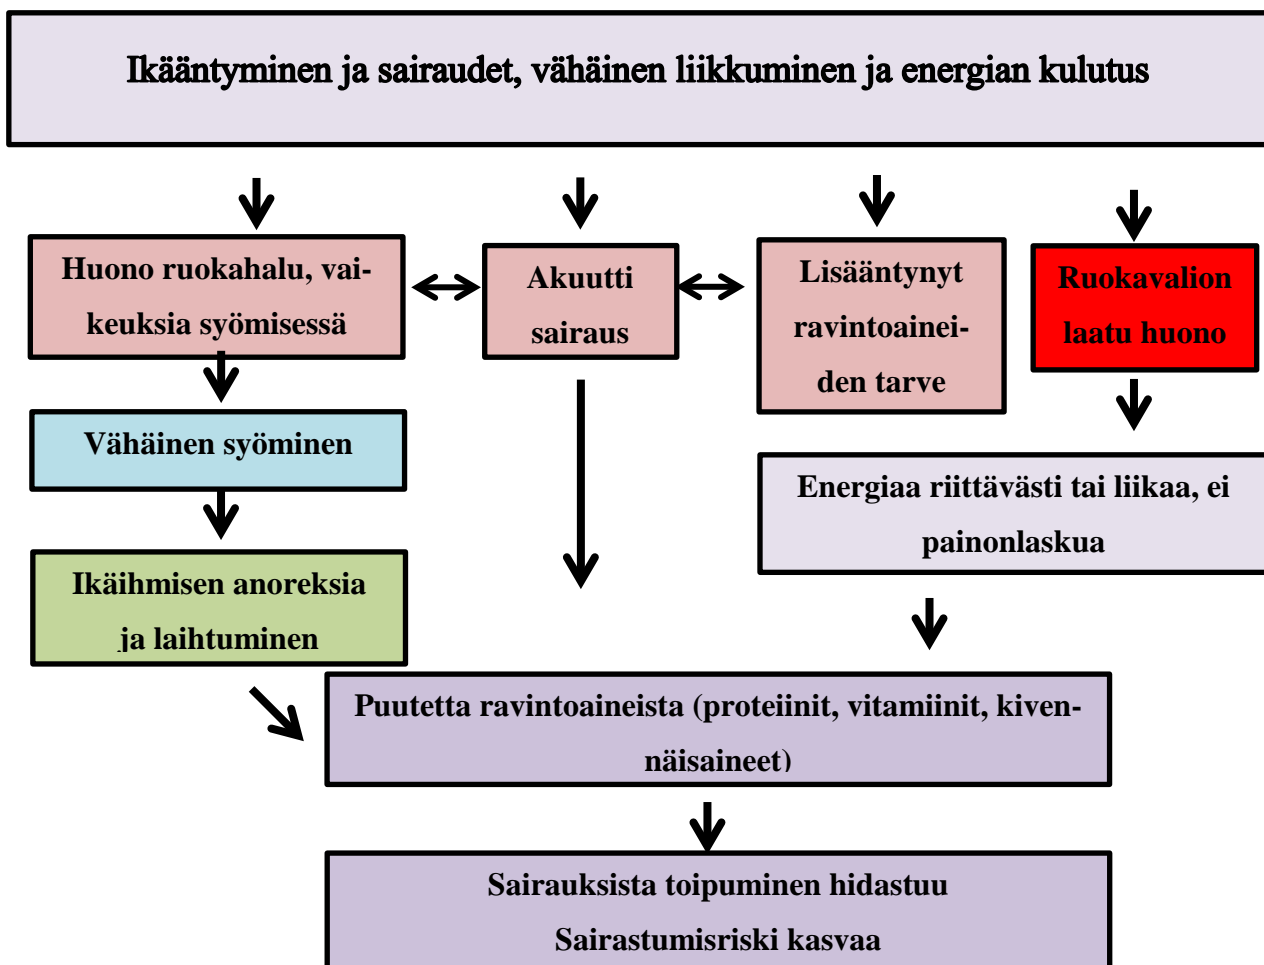 Ikääntyminen ja sairaudet, vähäinen liikkuminen ja energian kulutus
Huono ruokahalu, vai-
keuksia syömisessä
Akuutti
sairaus
Lisääntynyt
ravintoainei-
den tarve
Ruokavalion
laatu huono
Vähäinen syöminen
Energiaa riittävästi tai liikaa, ei
painonlaskua
Ikäihmisen anoreksia
ja laihtuminen
Puutetta ravintoaineista (proteiinit, vitamiinit, kiven-
näisaineet)
Sairauksista toipuminen hidastuu
Sairastumisriski kasvaa